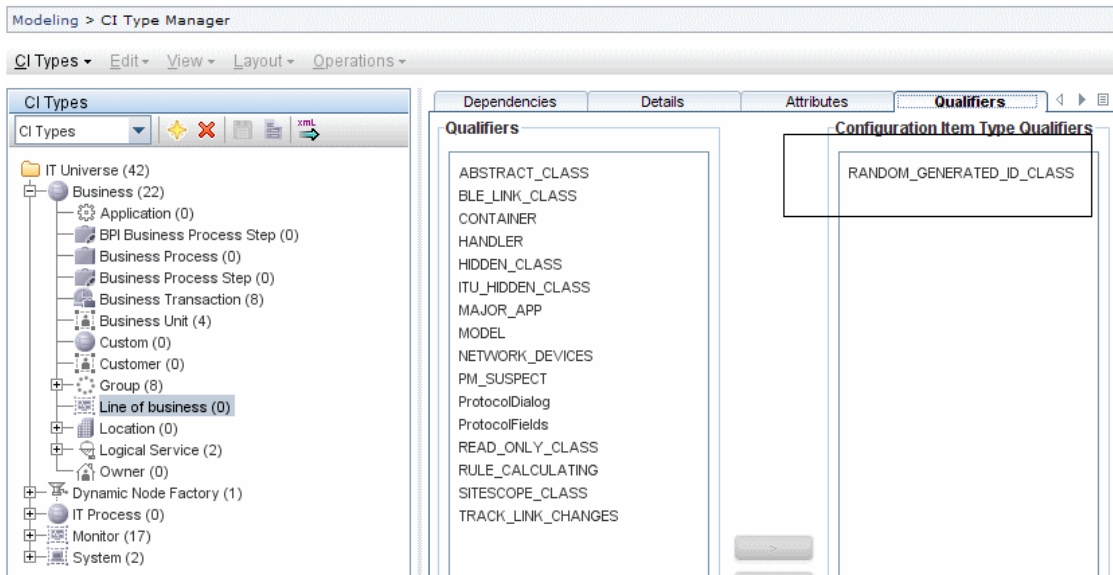 Modeling > CI Type Manager
CI Types Edit View Layout Operations
CI Types
CI Types
xml
IT Universe (42)
Business (22)
Application (0)
BPI Business Process Step (0)
Business Process (0)
Business Process Step (0)
Business Transaction (8)
Business Unit (4)
Custom (0)
Customer (0)
Group (8)
Line of business (0)
Location (0)
Logical Service (2)
Owner (0)
Dynamic Node Factory (1)
IT Process (0)
Monitor (17)
System (2)
Dependencies Details Attributes Qualifiers
Qualifiers
ABSTRACT_CLASS
BLE_LINK_CLASS
CONTAINER
HANDLER
HIDDEN_CLASS
ITU_HIDDEN_CLASS
MAJOR_APP
MODEL
NETWORK_DEVICES
PM_SUSPECT
ProtocolDialog
ProtocolFields
READ_ONLY_CLASS
RULE_CALCULATING
SITESCOPE_CLASS
TRACK_LINK_CHANGES
>
Configuration Item Type Qualifiers
RANDOM_GENERATED_ID_CLASS